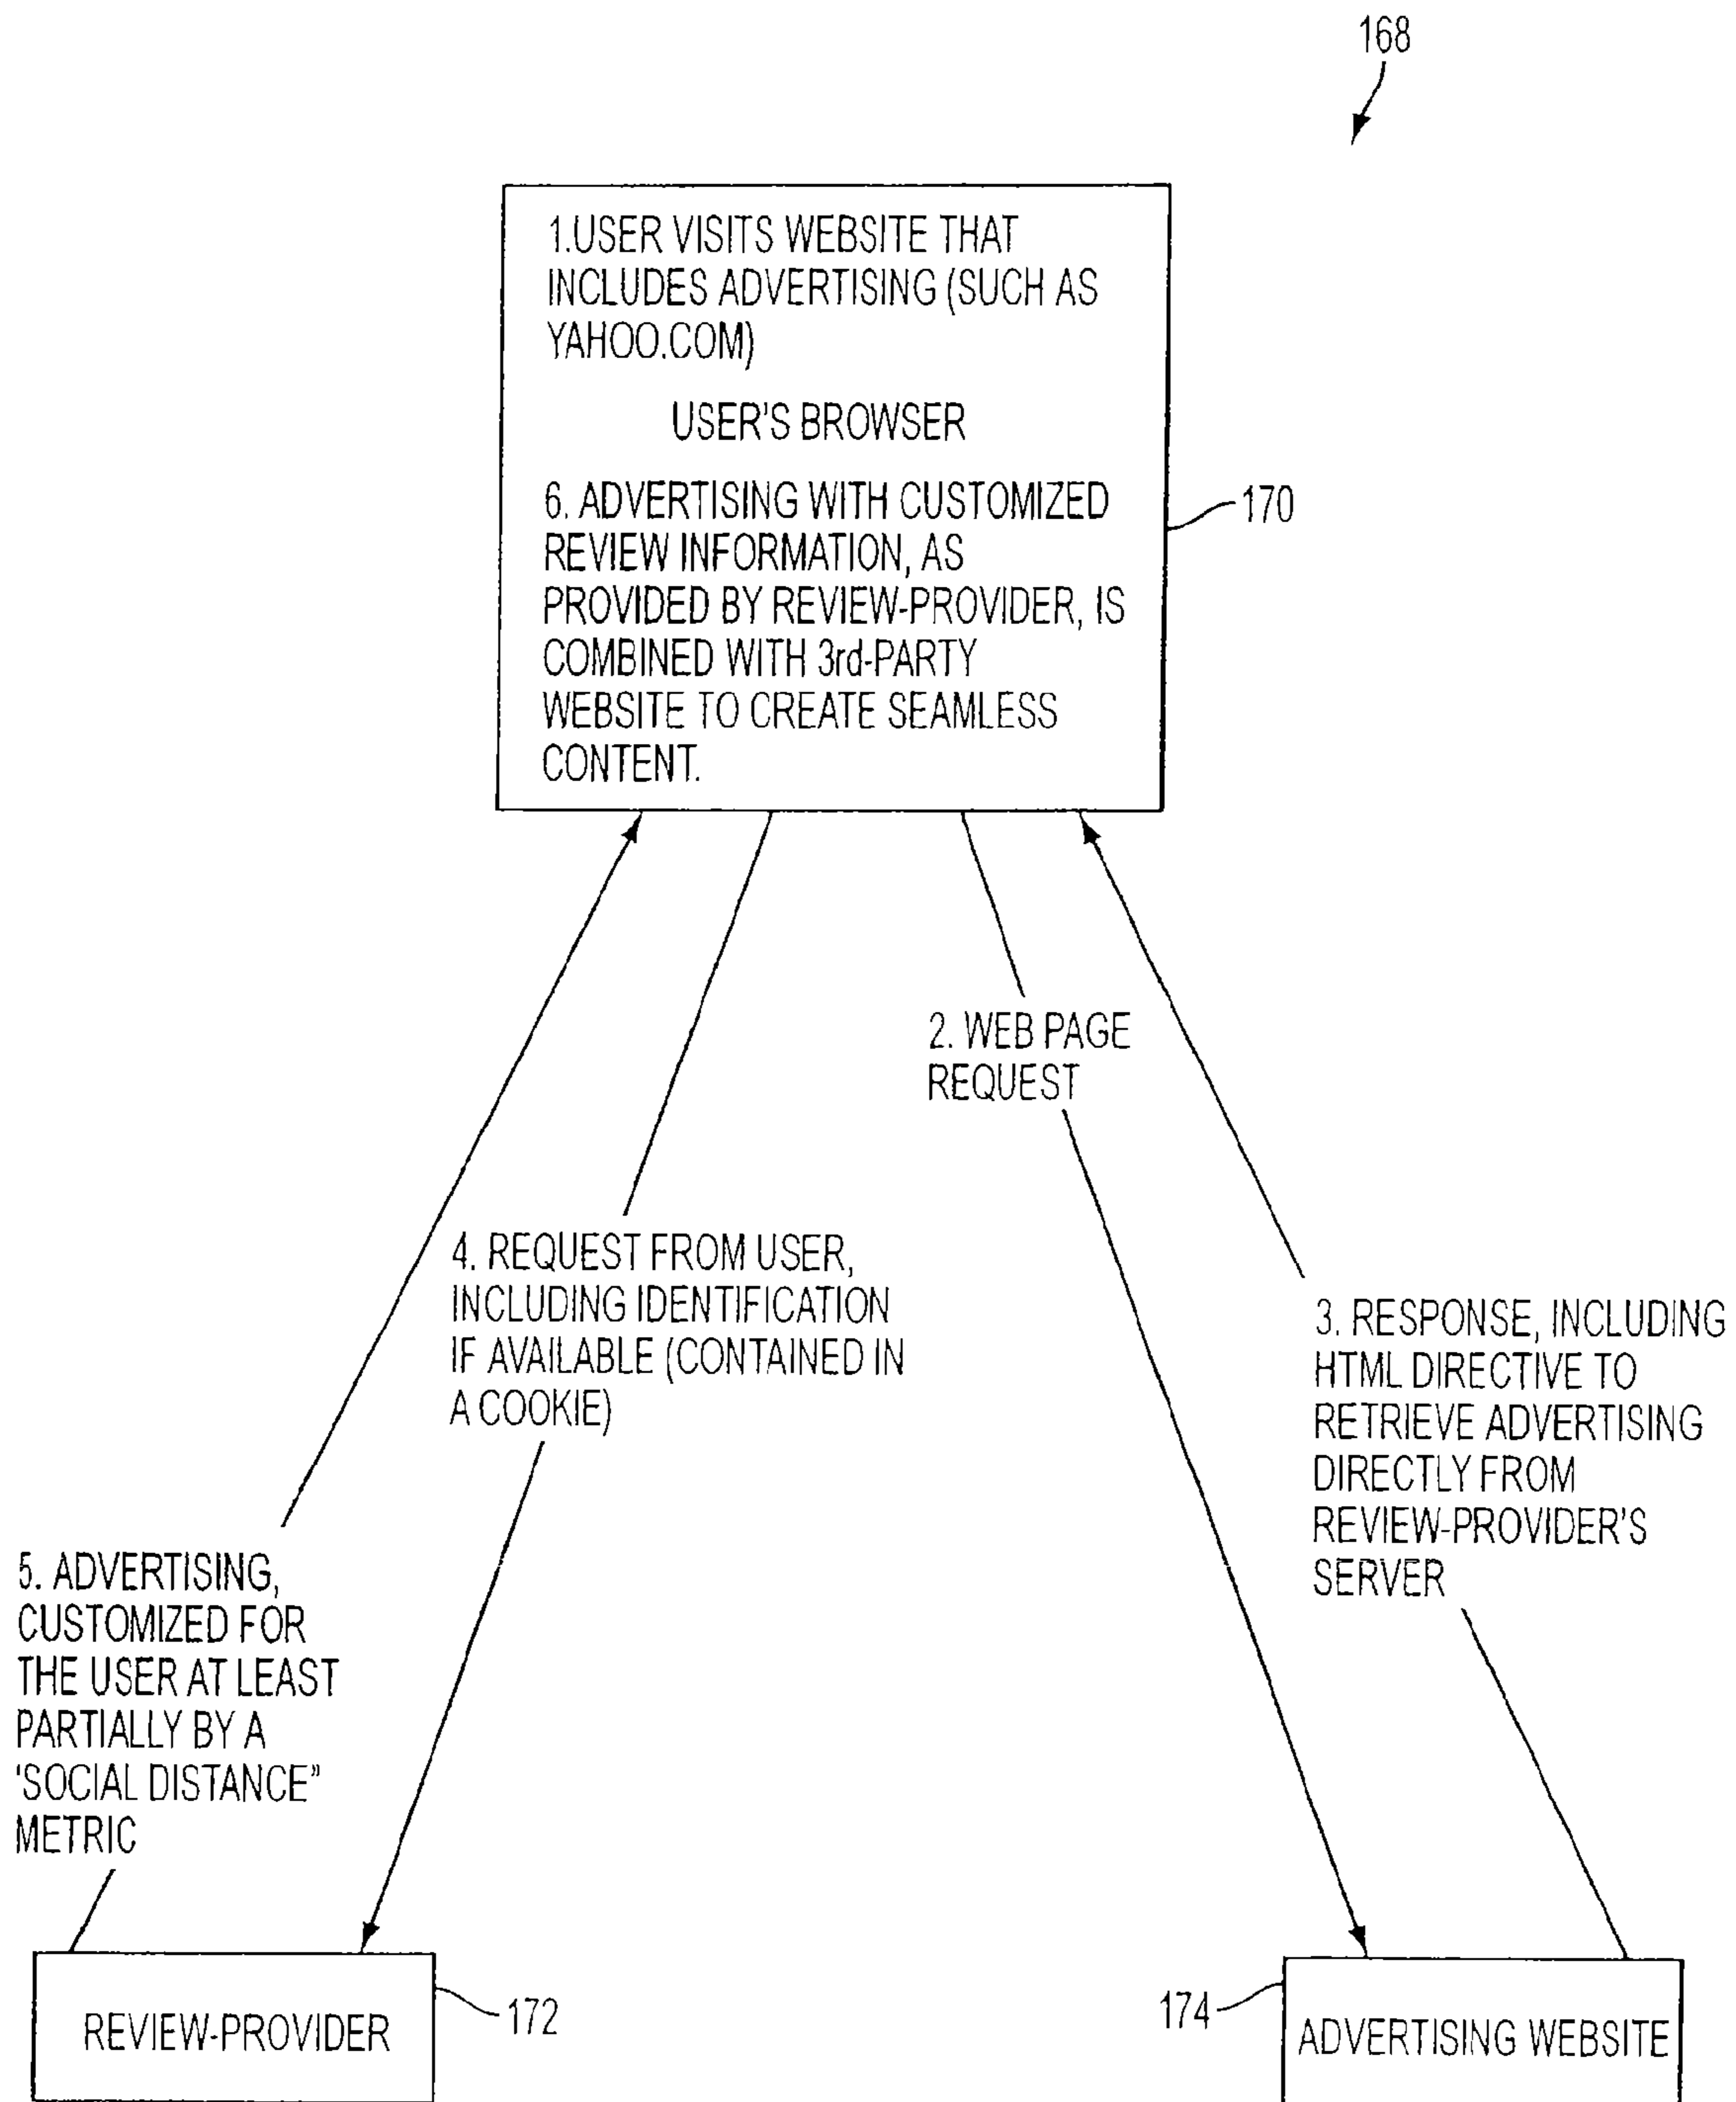 168
1.USER VISITS WEBSITE THAT
INCLUDES ADVERTISING (SUCH AS
YAHOO.COM)
USER'S BROWSER
6. ADVERTISING WITH CUSTOMIZED
REVIEW INFORMATION, AS
PROVIDED BY REVIEW-PROVIDER, IS
COMBINED WITH 3rd-PARTY
WEBSITE TO CREATE SEAMLESS
CONTENT.
170
2. WEB PAGE
REQUEST
4. REQUEST FROM USER,
INCLUDING IDENTIFICATION
IF AVAILABLE (CONTAINED IN
A COOKIE)
3. RESPONSE, INCLUDING
HTML DIRECTIVE TO
RETRIEVE ADVERTISING
DIRECTLY FROM
REVIEW-PROVIDER'S
SERVER
5. ADVERTISING,
CUSTOMIZED FOR
THE USER AT LEAST
PARTIALLY BY A
'SOCIAL DISTANCE"
METRIC
REVIEW-PROVIDER
172
174
ADVERTISING WEBSITE